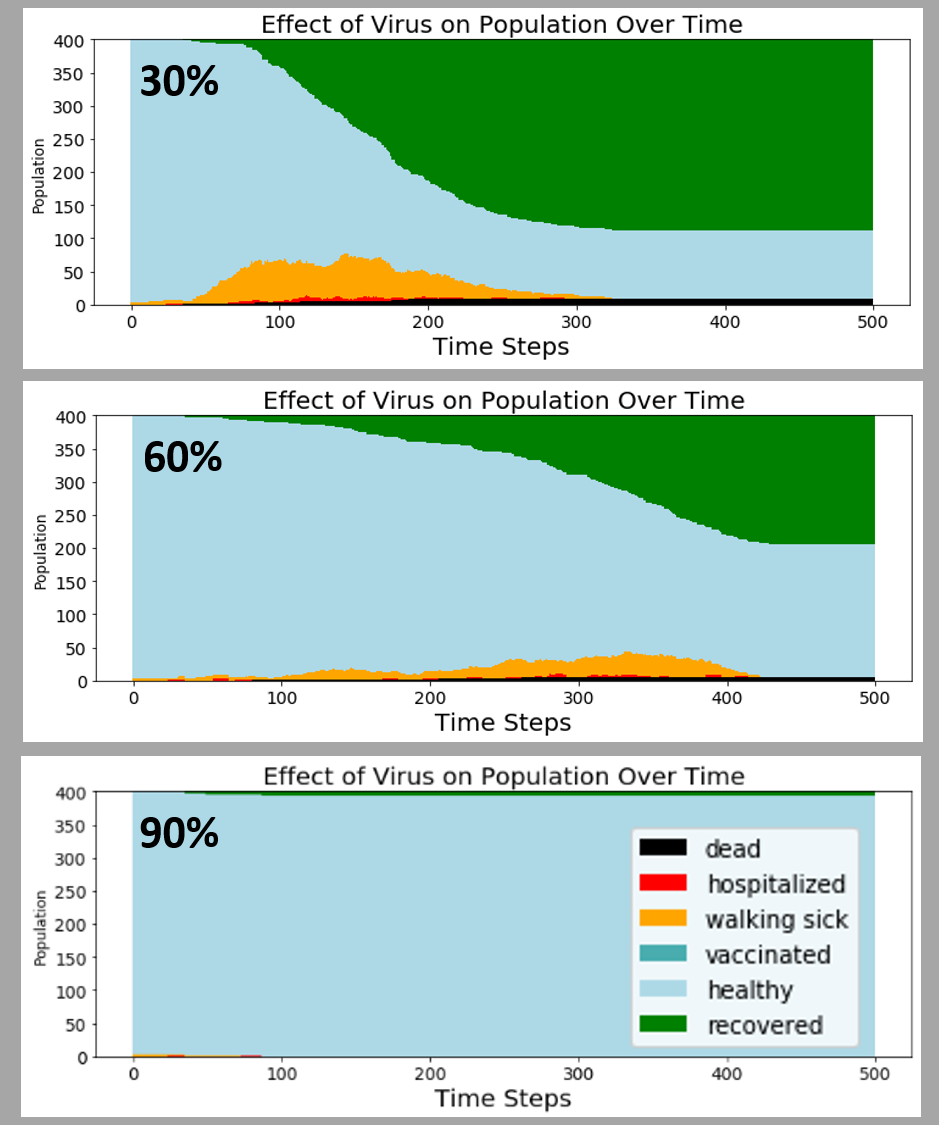 Effect of Virus on Population Over Time
400
350
300
250
200
150
100
50
0
Population
30%
0 100 200 300 400 500
Time Steps
Effect of Virus on Population Over Time
400
350
300
250
200
150
100
50
0
Population
60%
0 100 200 300 400 500
Time Steps
Effect of Virus on Population Over Time
400
350
300
250
200
150
100
50
0
Population
90%
dead
hospitalized
walking sick
vaccinated
healthy
recovered
0 100 200 300 400 500
Time Steps